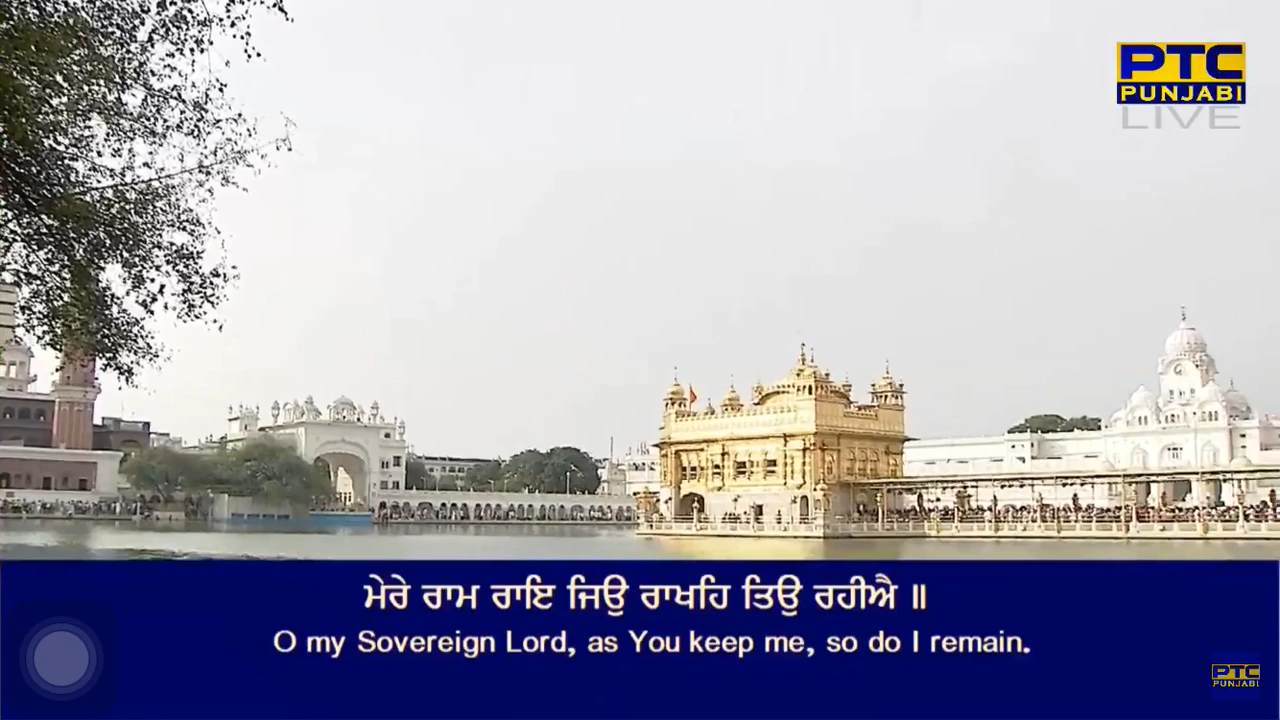 PTC
PUNJABI
LIVE
ਮੇਰੇ ਰਾਮ ਰਾਇ ਜਿਉ ਰਾਖਹਿ ਤਿਉ ਰਹੀਐ ॥
O my Sovereign Lord, as You keep me, so do I remain.
PTC
PUNJABI